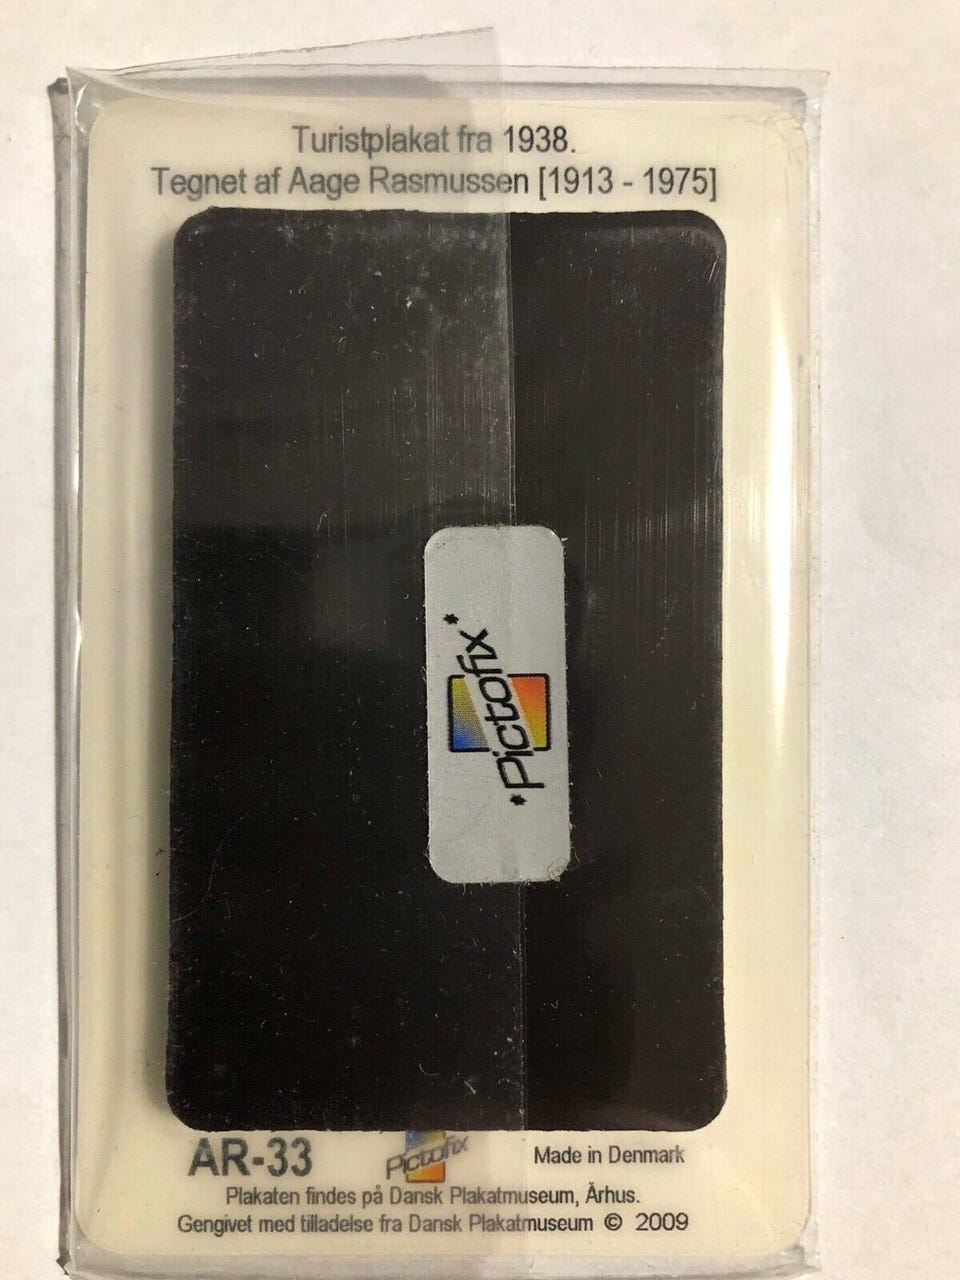 Turistplakat fra 1938.
Tegnet af Aage Rasmussen [1913 - 1975]
*Pictofix*
AR-33
Pictofix
Made in Denmark
Plakaten findes på Dansk Plakatmuseum, Århus.
Gengivet med tilladelse fra Dansk Plakatmuseum © 2009